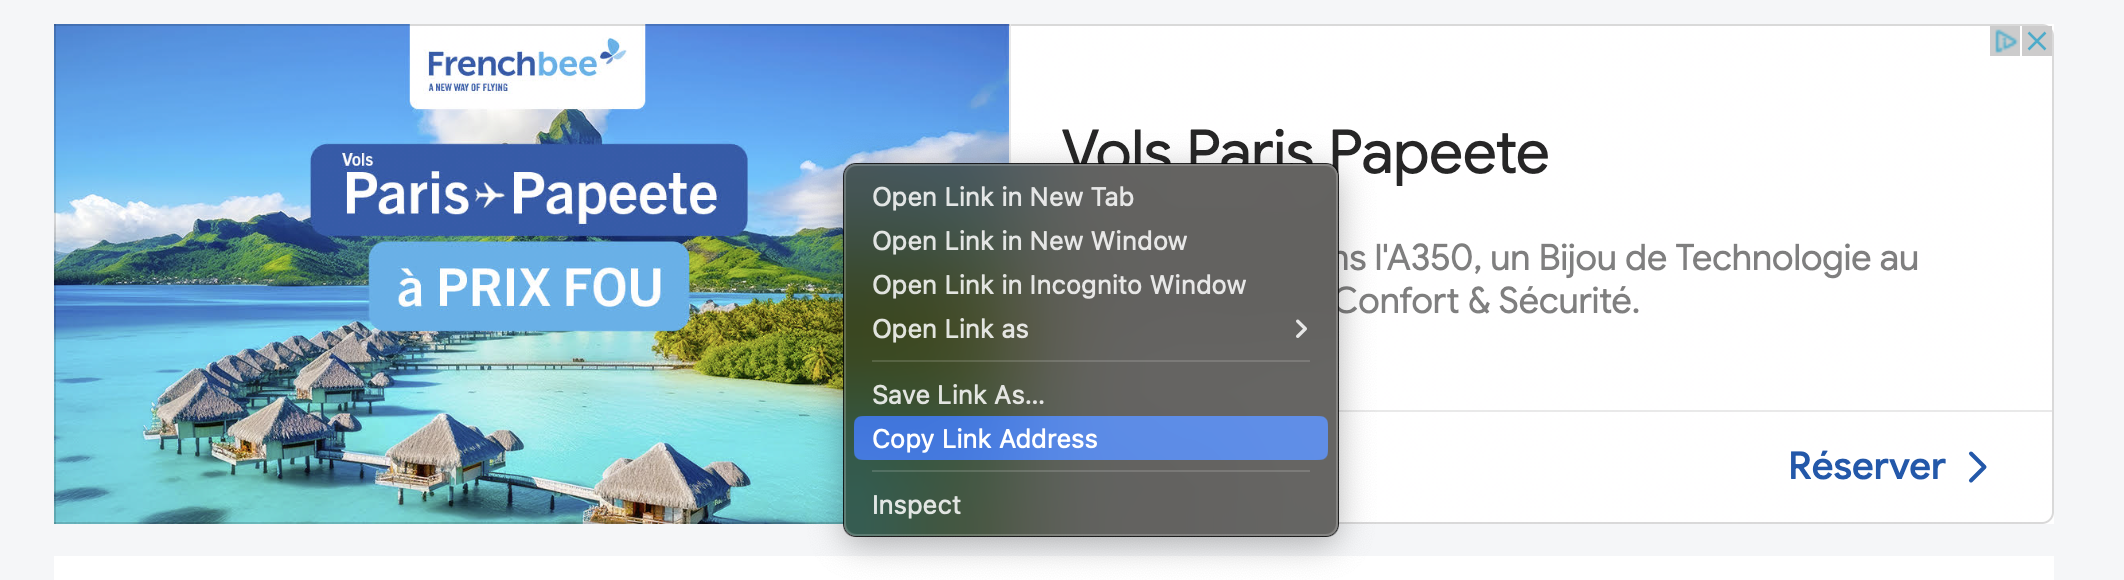 Frenchbee
A NEW WAY OF FLYING
Vols
Paris Papeete
à PRIX FOU
Vols Paris Papeete
l'A350, un Bijou de Technologie au
Confort & Sécurité.
Réserver
Open Link in New Tab
Open Link in New Window
Open Link in Incognito Window
Open Link as
Save Link As...
Copy Link Address
Inspect